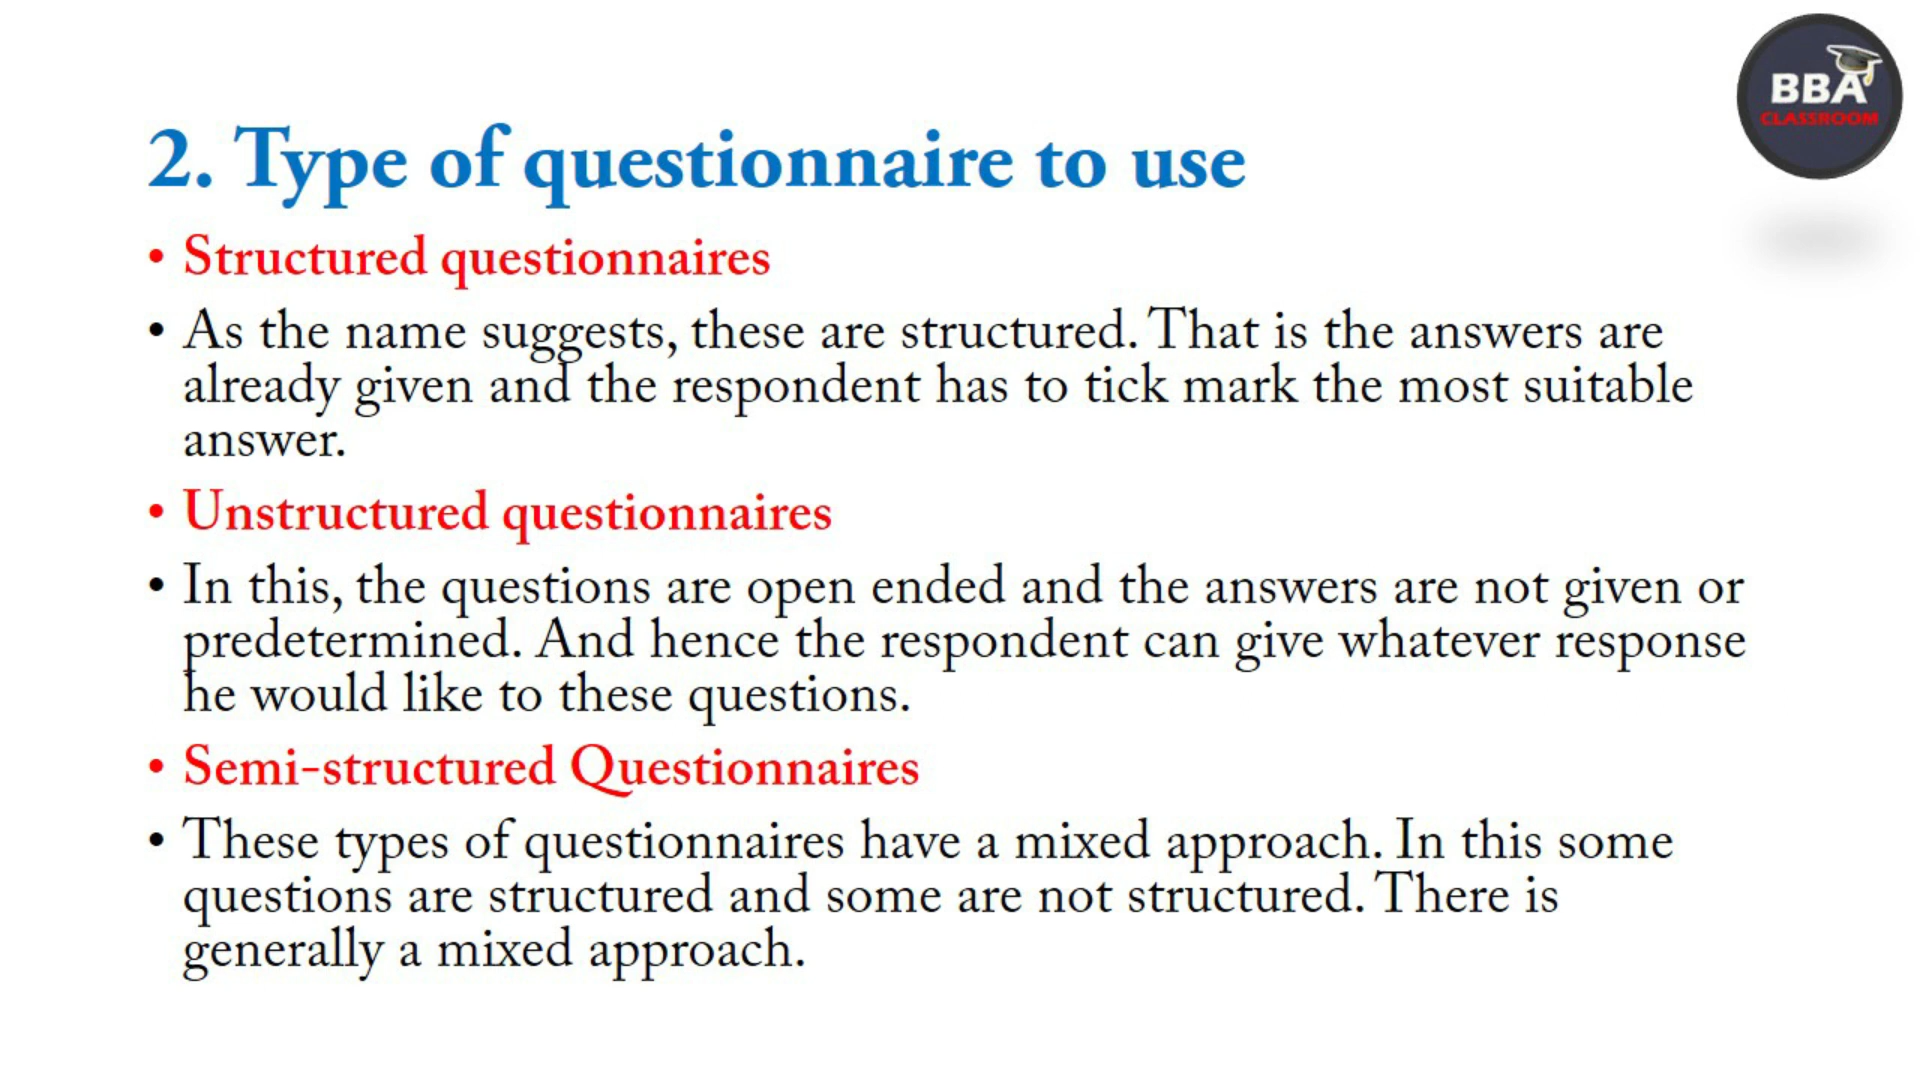 BBA
CLASSROOM
2. Type of questionnaire to use
• Structured questionnaires
• As the name suggests, these are structured. That is the answers are
already given and the respondent has to tick mark the most suitable
answer.
• Unstructured questionnaires
• In this, the questions are open ended and the answers are not given or
predetermined. And hence the respondent can give whatever response
he would like to these questions.
• Semi-structured Questionnaires
• These types of questionnaires have a mixed approach. In this some
questions are structured and some are not structured. There is
generally a mixed approach.